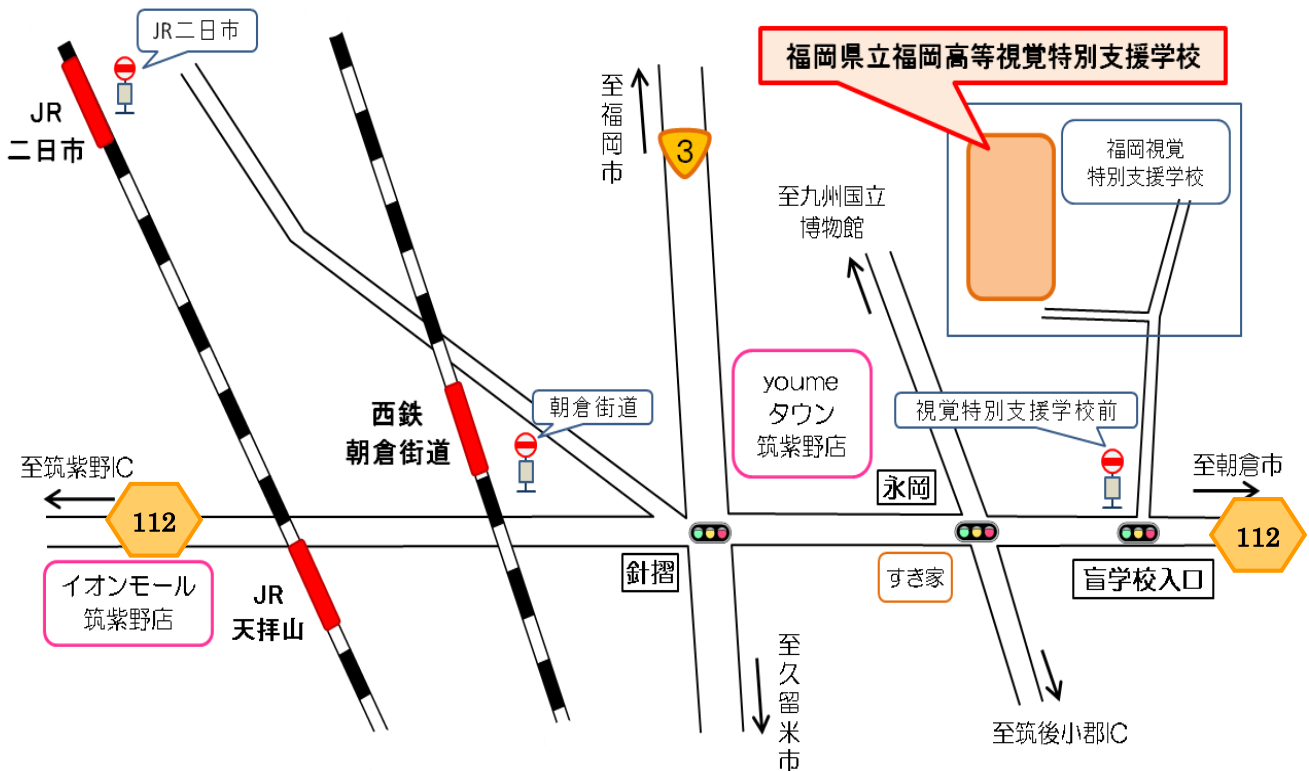 JR二日市
JR
二日市
至福岡市
3
福岡県立福岡高等視覚特別支援学校
福岡視覚
特別支援学校
至九州国立
博物館
youme
タウン
筑紫野店
西鉄
朝倉街道
朝倉街道
視覚特別支援学校前
至筑紫野IC
永岡
至朝倉市
112
112
イオンモール
筑紫野店
JR
天拝山
針摺
すき家
盲学校入口
至久留米市
至筑後小郡IC